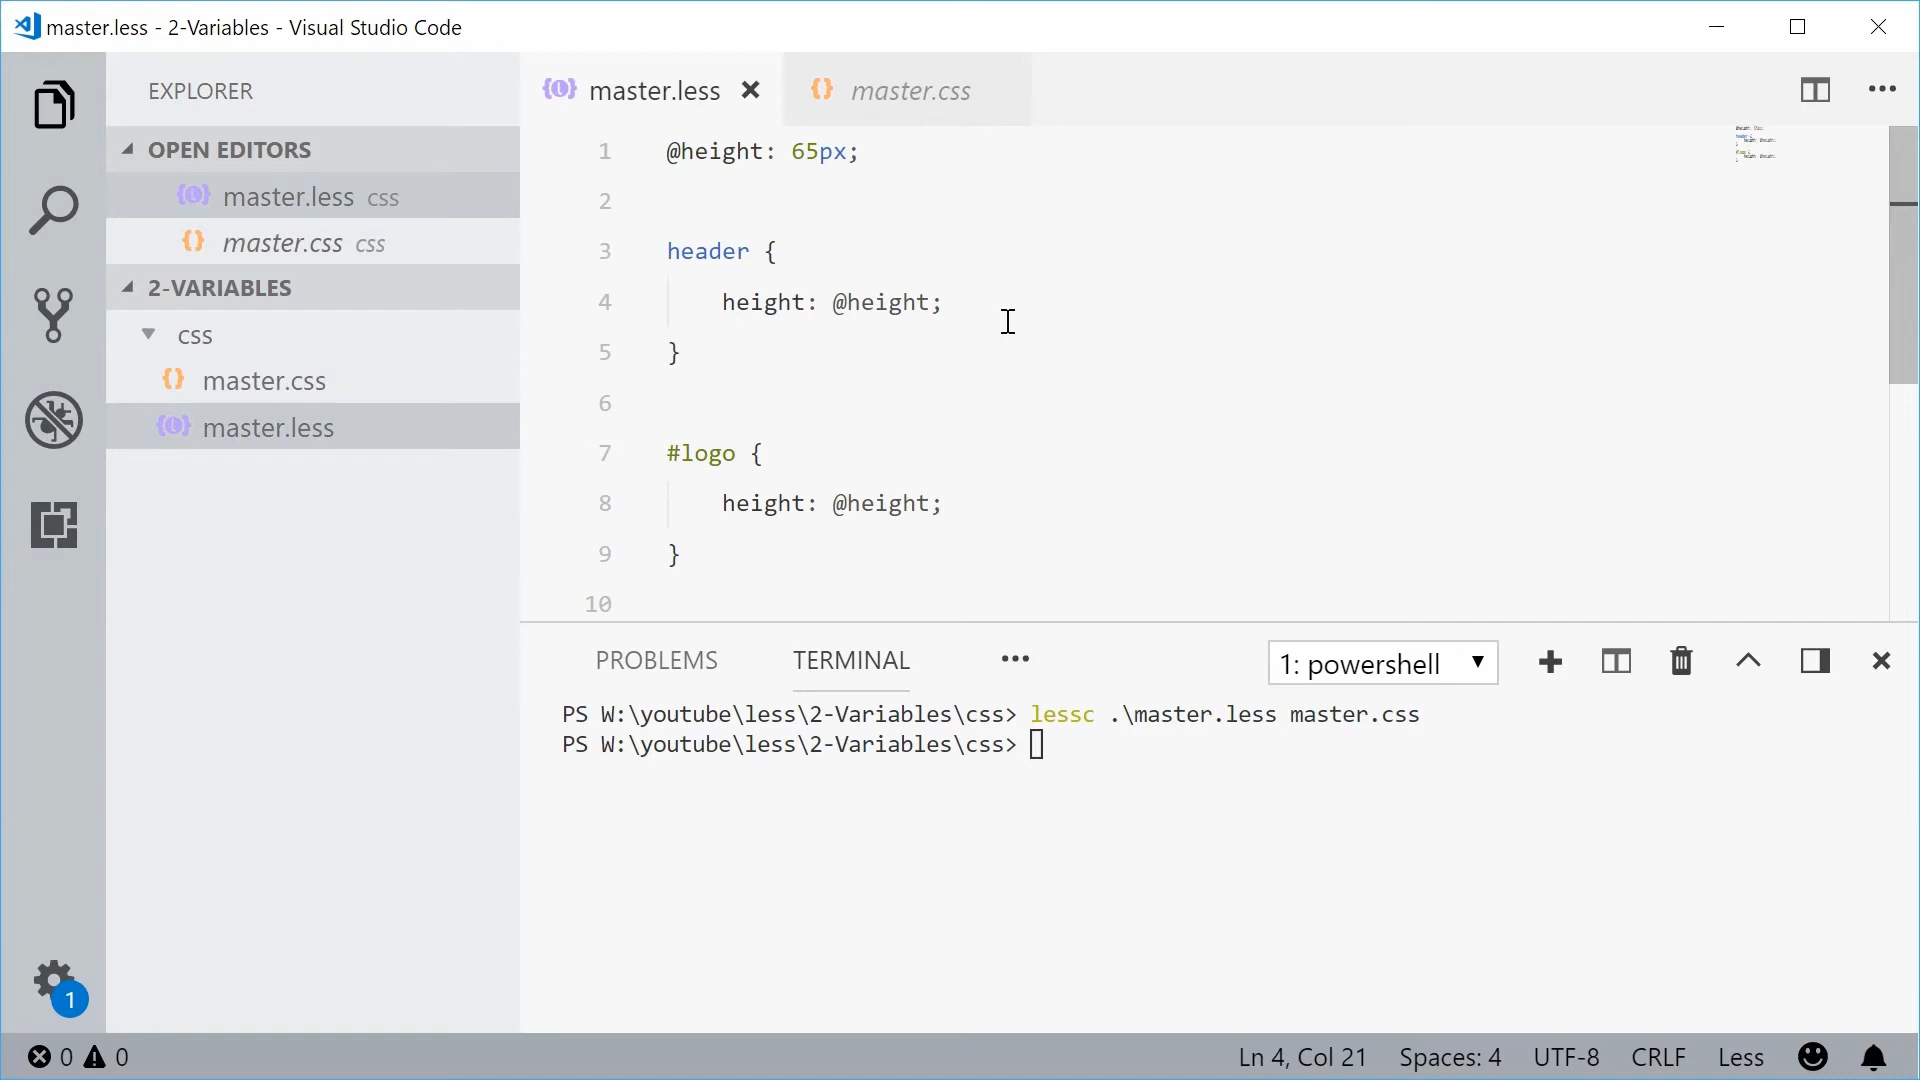 master.less - 2-Variables - Visual Studio Code
EXPLORER
OPEN EDITORS
master.less css
master.css css
2-VARIABLES
css
master.css
master.less
1
master.less
master.css
1 @height: 65px;
2
3 header {
4 height: @height;
5 }
6
7 #logo {
8 height: @height;
9 }
10
PROBLEMS TERMINAL 1: powershell
PS W:\youtube\less\2-Variables\css> lessc .\master.less master.css
PS W:\youtube\less\2-Variables\css>
0 0 Ln 4, Col 21 Spaces: 4 UTF-8 CRLF Less